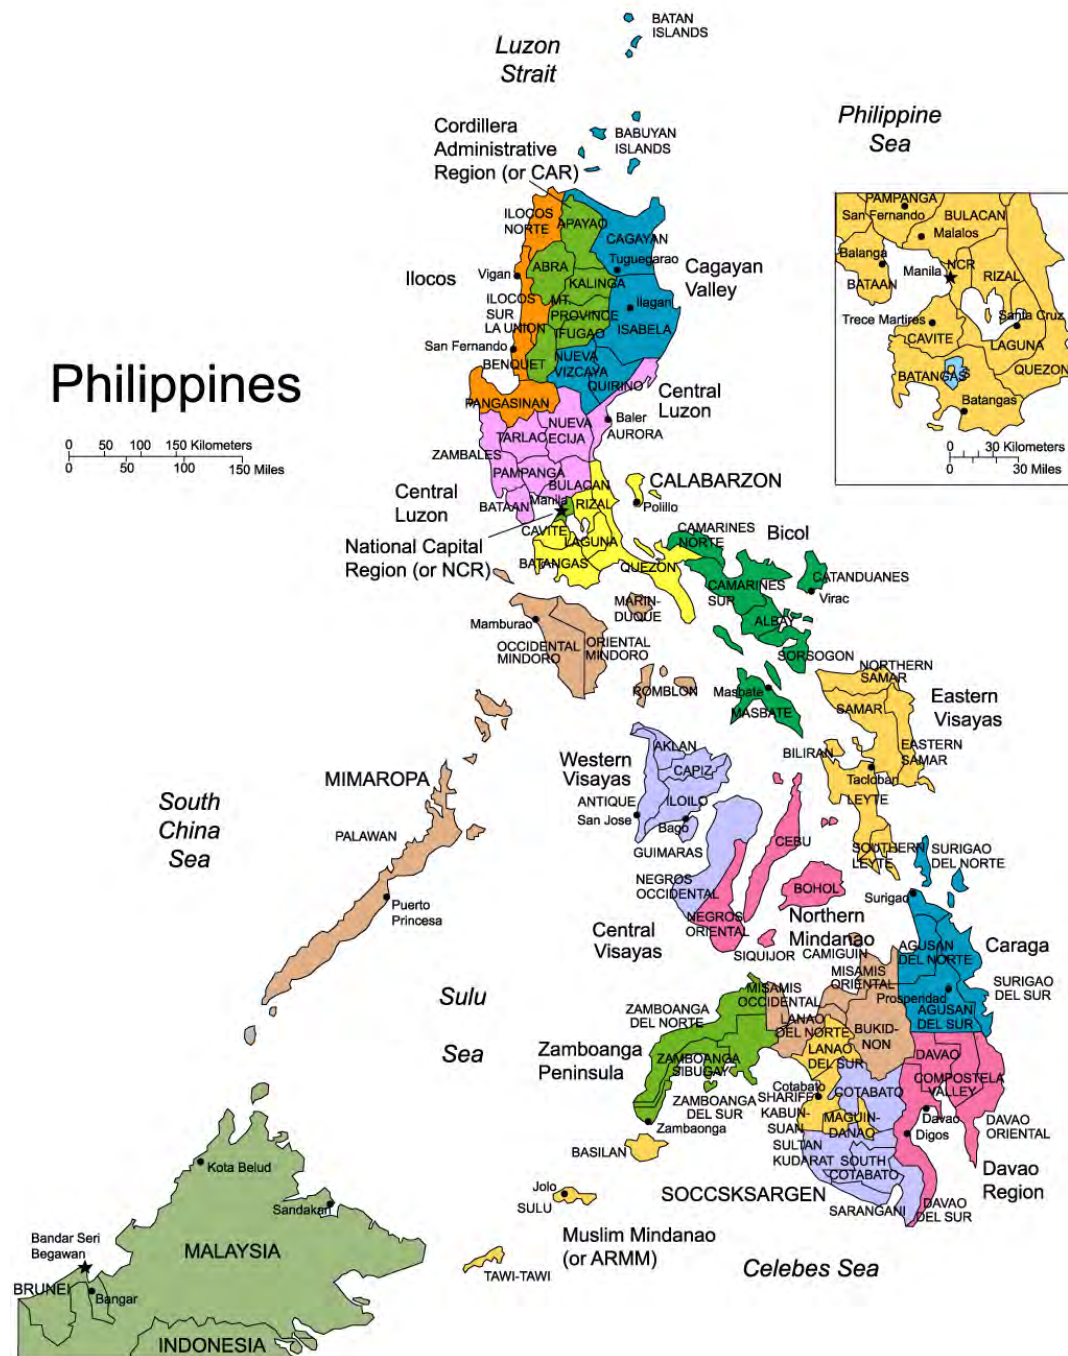 BATAN
ISLANDS
Luzon
Strait
Philippine
Sea
Cordillera
Administrative
Region (or CAR)
BABUYAN
ISLANDS
ILOCOS
NORTE
APAYAO
CAGAYAN
Tuguegarao
Ilocos
Vigan
ABRA
KALINGA
Cagayan
Valley
ILOCOS
SUR
MT.
PROVINCE
Ilagan
ISABELA
LA UNION
IFUGAO
San Fernando
BENQUET
NUEVA
VIZCAYA
QUIRINO
Philippines
PANGASINAN
Central
Luzon
0 50 100 150 Kilometers
0 50 100 150 Miles
NUEVA
ECIJA
Baler
AURORA
TARLAC
ZAMBALES
PAMPANGA
BULACAN
CALABARZON
Central
Luzon
BATAAN
Manila
RIZAL
Polillo
National Capital
Region (or NCR)
CAVITE
LAGUNA
BATANGAS
QUEZON
CAMARINES
NORTE
Bicol
CAMARINES
SUR
CATANDUANES
Virac
MARIN-
DUQUE
ALBAY
Mamburao
OCCIDENTAL
MINDORO
ORIENTAL
MINDORO
SORSOGON
ROMBLON
Masbate
MASBATE
NORTHERN
SAMAR
SAMAR
Eastern
Visayas
EASTERN
SAMAR
BILIRAN
Tacloban
LEYTE
SOUTHERN
LEYTE
Western
Visayas
AKLAN
CAPIZ
ANTIQUE
San Jose
ILOILO
Bago
GUIMARAS
MIMAROPA
South
China
Sea
PALAWAN
Puerto
Princesa
CEBU
NEGROS
OCCIDENTAL
BOHOL
NEGROS
ORIENTAL
Central
Visayas
SIQUIJOR
SURIGAO
DEL NORTE
Surigao
Northern
Mindanao
CAMIGUIN
AGUSAN
DEL NORTE
Caraga
MISAMIS
ORIENTAL
Prosperidad
SURIGAO
DEL SUR
AGUSAN
DEL SUR
Sulu
Sea
MISAMIS
OCCIDENTAL
ZAMBOANGA
DEL NORTE
LANAO
DEL NORTE
BUKID-
NON
Zamboanga
Peninsula
ZAMBOANGA
SIBUGAY
LANAO
DEL SUR
DAVAO
COMPOSTELA
VALLEY
Cotabato
COTABATO
ZAMBOANGA
DEL SUR
SHARIFF
KABUN-
SUAN
MAGUIN-
DANAO
Davao
Digos
DAVAO
ORIENTAL
Zambaonga
BASILAN
SULTAN
KUDARAT
SOUTH
COTABATO
Davao
Region
SOCCSKSARGEN
SARANGANI
DAVAO
DEL SUR
Jolo
SULU
Muslim Mindanao
(or ARMM)
Celebes Sea
TAWI-TAWI
Kota Belud
Sandakan
Bandar Seri
Begawan
MALAYSIA
BRUNEI
Bangar
INDONESIA
PAMPANGA
San Fernando
BULACAN
Malalos
Balanga
NCR
Manila
RIZAL
BATAAN
Trece Martires
Santa Cruz
CAVITE
LAGUNA
BATANGAS
QUEZON
Batangas
0 30 Kilometers
0 30 Miles